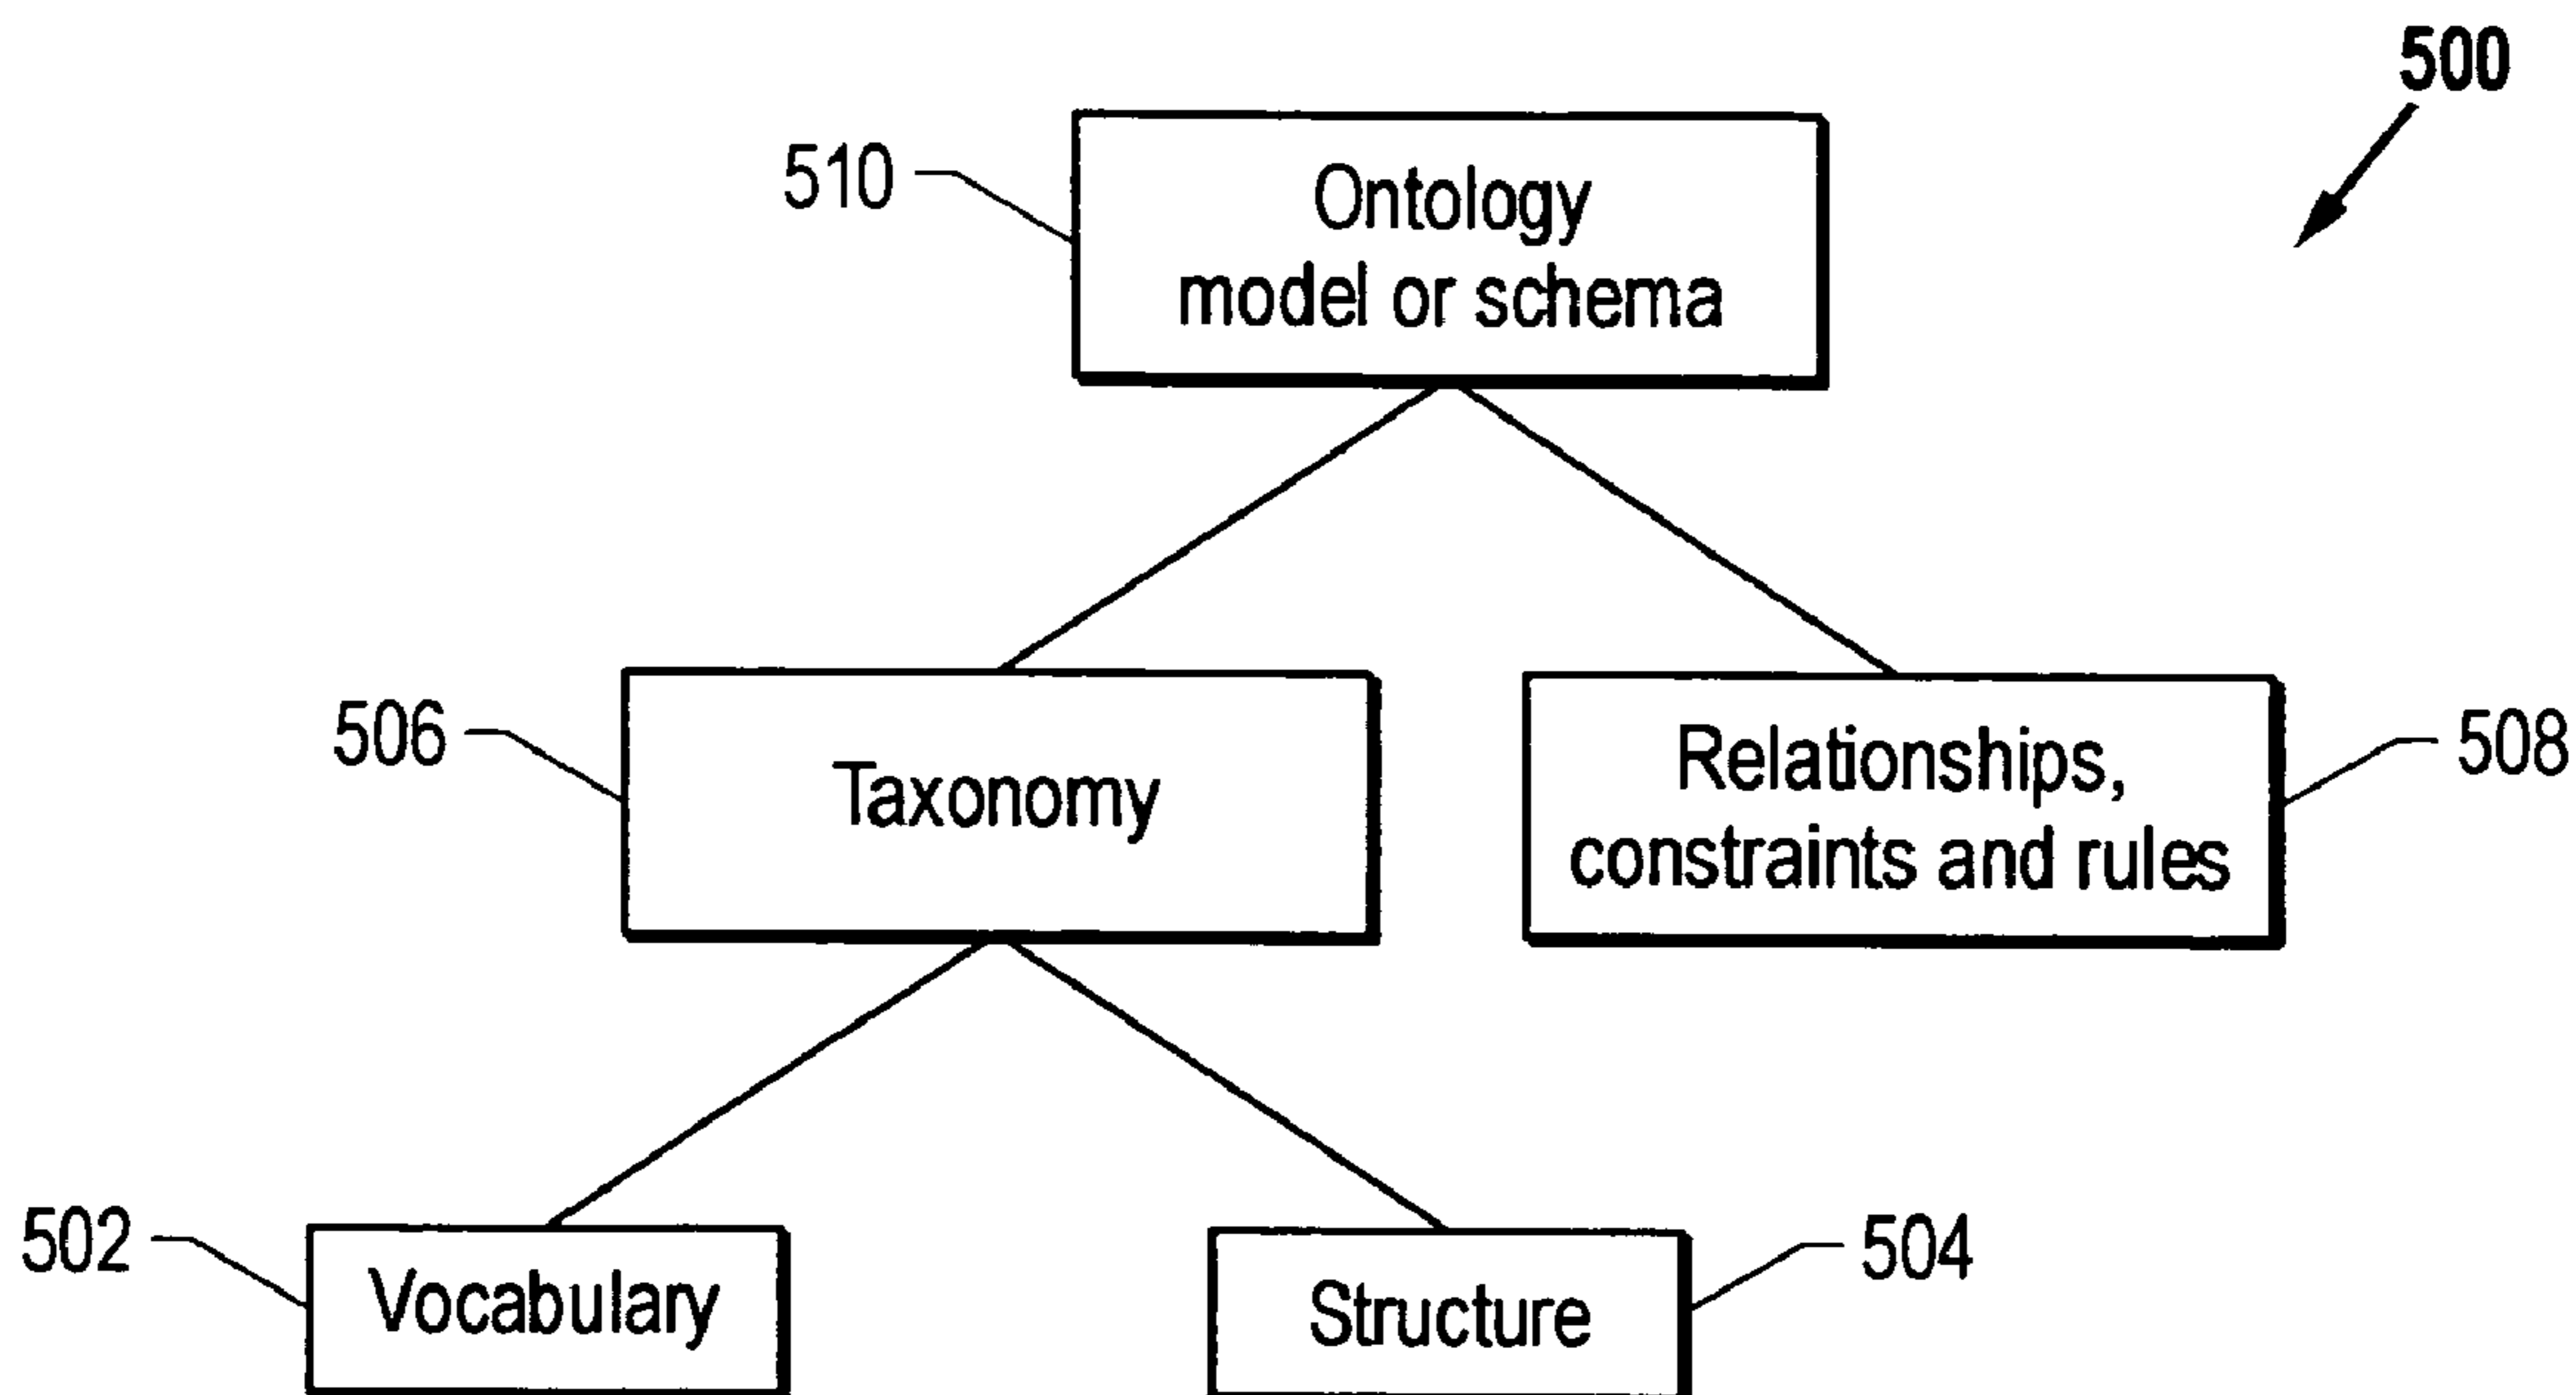 500
510
Ontology
model or schema
506
Taxonomy
Relationships,
constraints and rules
508
502
Vocabulary
Structure
504